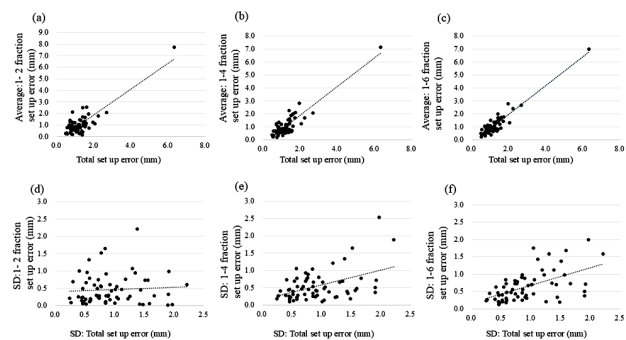 (a)
Average:1- 2 fraction
set up error (mm)
9.0
8.0
7.0
6.0
5.0
4.0
3.0
2.0
1.0
0.0
0.0 2.0 4.0 6.0 8.0
Total set up error (mm)
(b)
Average: 1-4 fraction
set up error (mm)
8.0
7.0
6.0
5.0
4.0
3.0
2.0
1.0
0.0
0.0 2.0 4.0 6.0 8.0
Total set up error (mm)
(c)
Average: 1-6 fraction
set up error (mm)
8.0
7.0
6.0
5.0
4.0
3.0
2.0
1.0
0.0
0.0 2.0 4.0 6.0 8.0
Total set up error (mm)
(d)
SD:1- 2 fraction
set up error (mm)
3.0
2.5
2.0
1.5
1.0
0.5
0.0
0.0 0.5 1.0 1.5 2.0 2.5
SD: Total set up error (mm)
(e)
SD:1-4 fraction
set up error (mm)
3.0
2.5
2.0
1.5
1.0
0.5
0.0
0.0 0.5 1.0 1.5 2.0 2.5
SD: Total set up error (mm)
(f)
SD: 1-6 fraction
set up error (mm)
3.0
2.5
2.0
1.5
1.0
0.5
0.0
0.0 0.5 1.0 1.5 2.0 2.5
SD: Total set up error (mm)